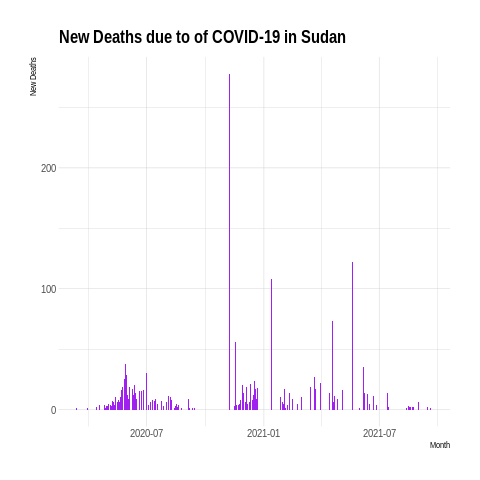 New Deaths due to of COVID-19 in Sudan
New Deaths
200
100
0
2020-07
2021-01
2021-07
Month